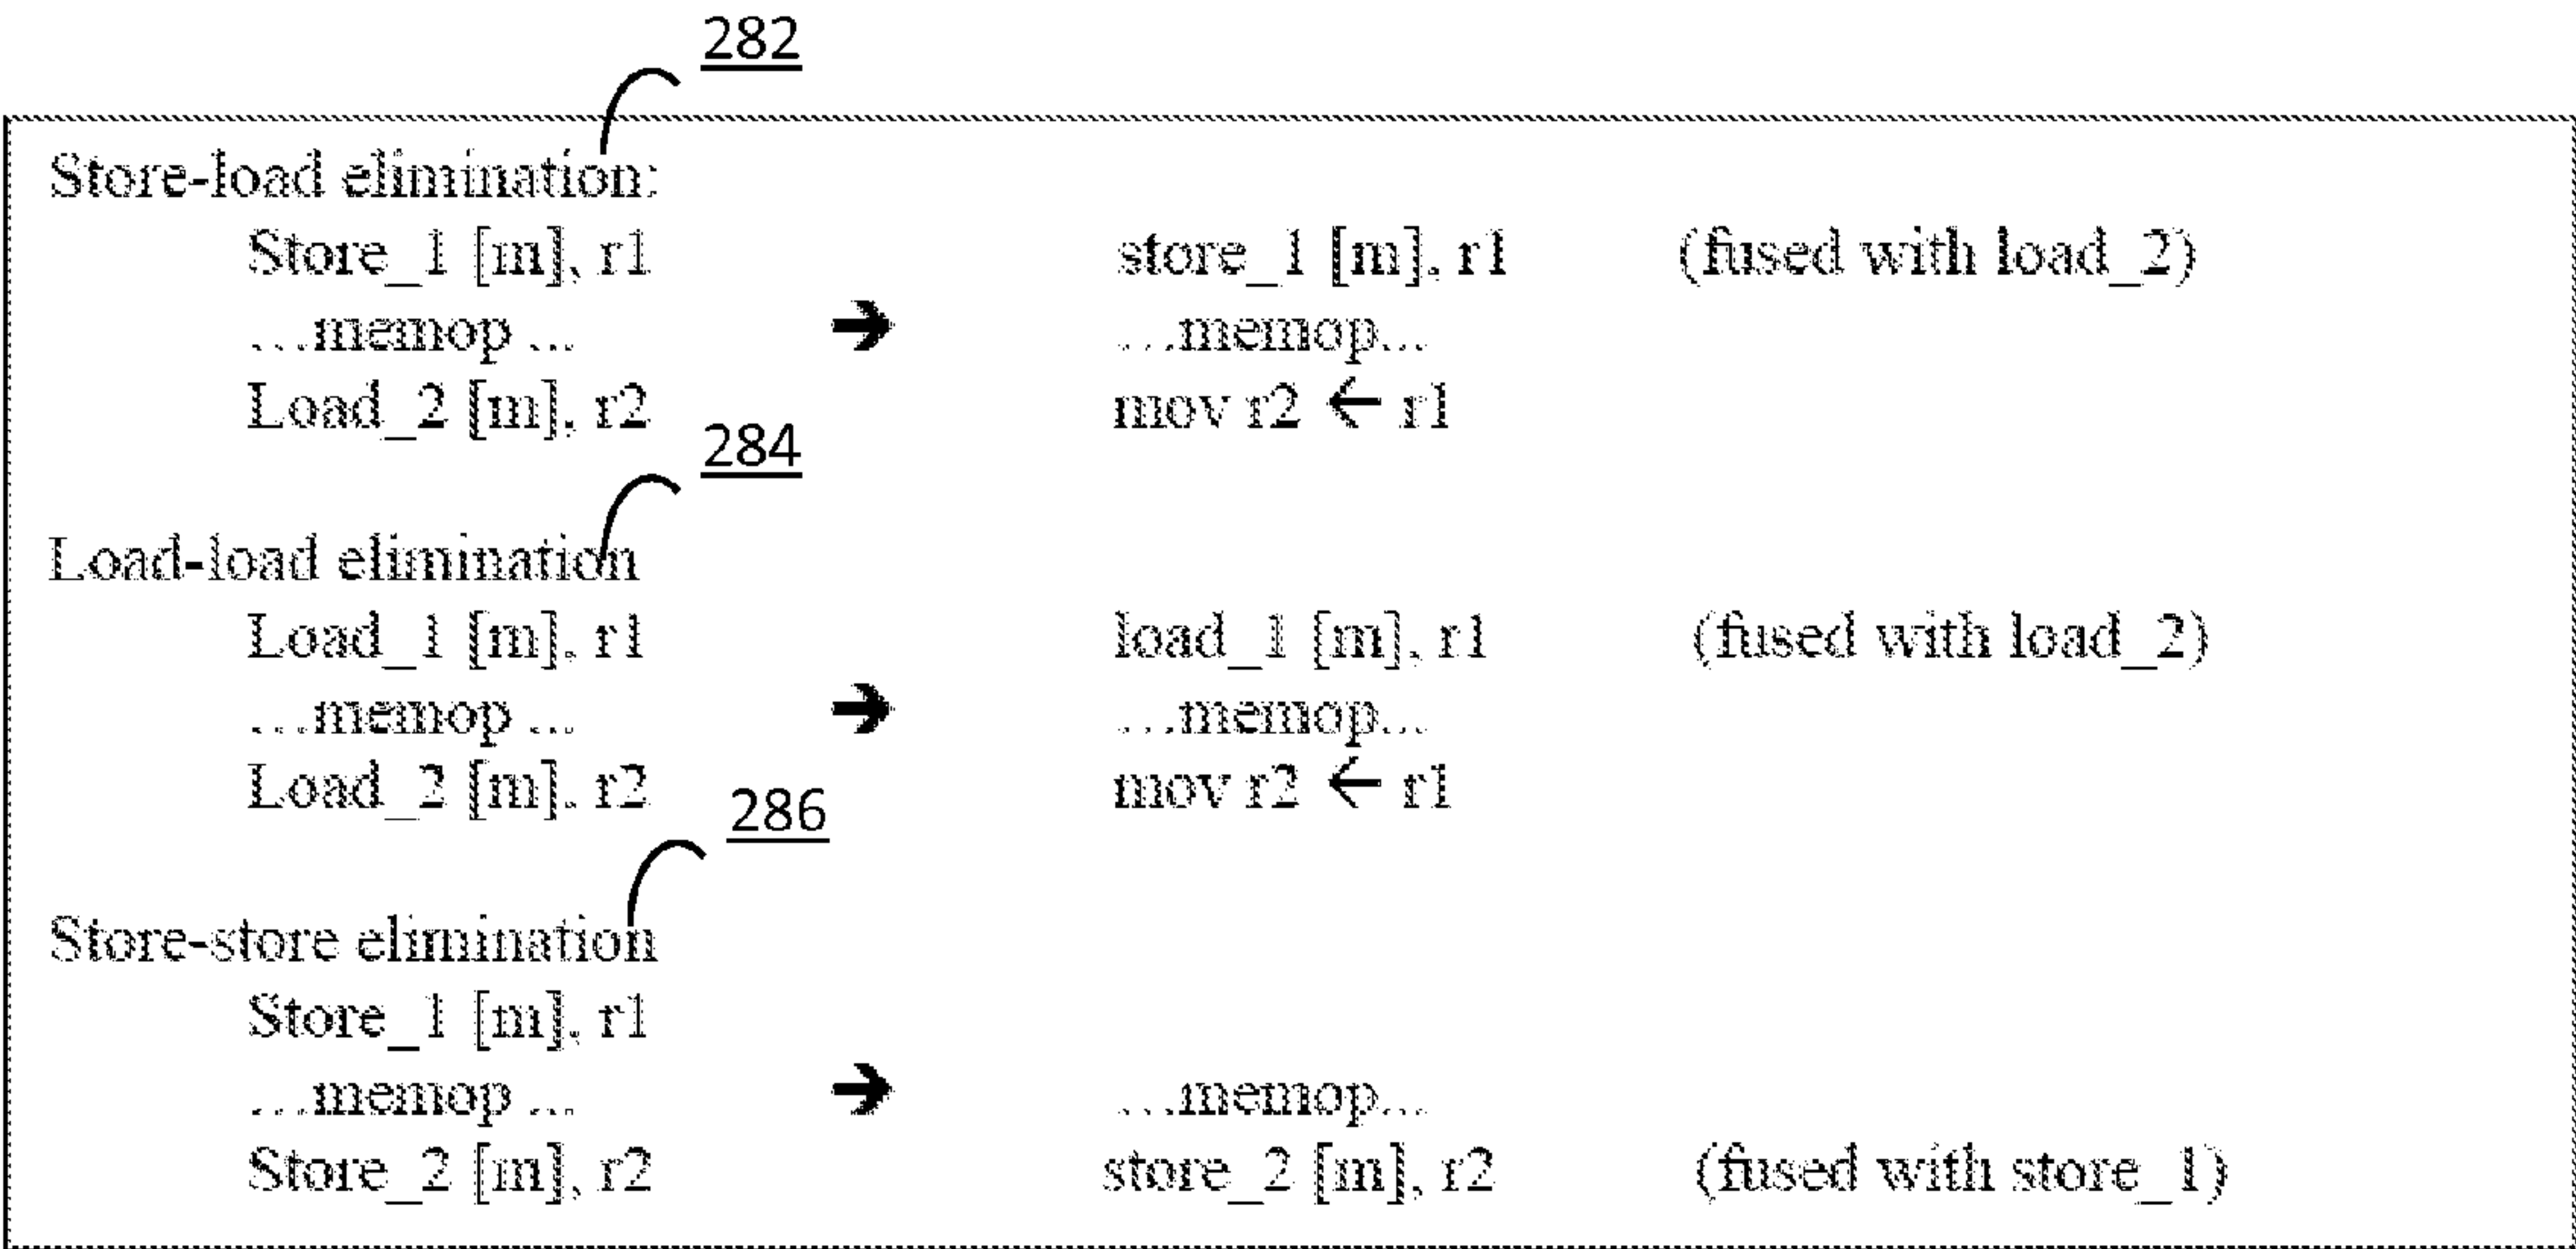 282
Store-load elimination:
Store_1 [m], r1 store_1 [m], r1 (fused with load_2)
...memop ... ➔ ...memop...
Load_2 [m], r2 mov r2 ← r1
284
Load-load elimination
Load_1 [m], r1 load_1 [m], r1 (fused with load_2)
...memop ... ➔ ...memop...
Load_2 [m], r2 mov r2 ← r1
286
Store-store elimination
Store_1 [m], r1
...memop ... ➔ ...memop...
Store_2 [m], r2 store_2 [m], r2 (fused with store_1)